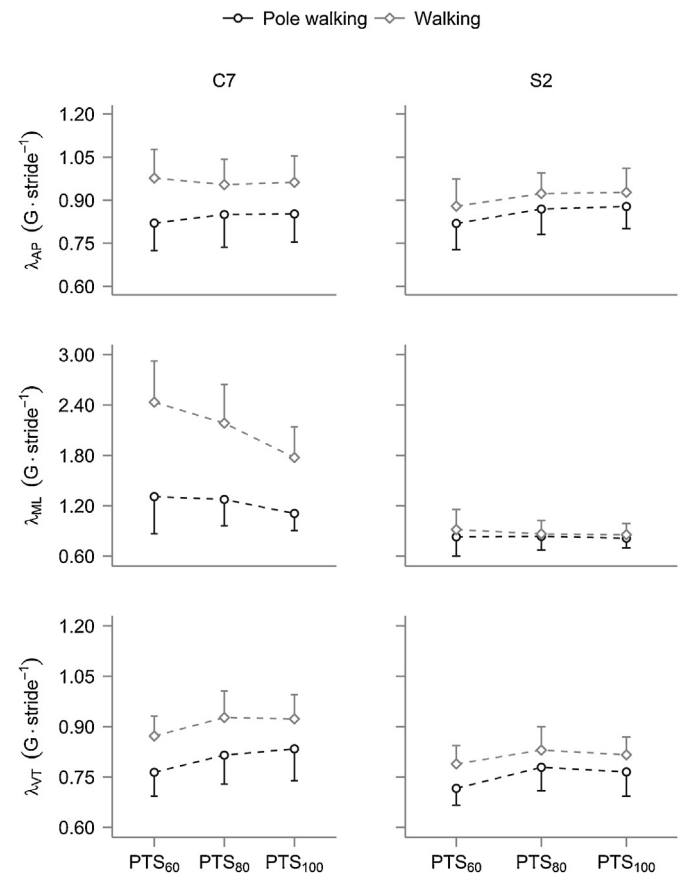 Pole walking Walking
C7 S2
1.20
1.05
0.90
0.75
0.60
λAP (G·stride⁻¹)
3.00
2.40
1.80
1.20
0.60
λML (G·stride⁻¹)
1.20
1.05
0.90
0.75
0.60
λVT (G·stride⁻¹)
PTS60 PTS80 PTS100 PTS60 PTS80 PTS100